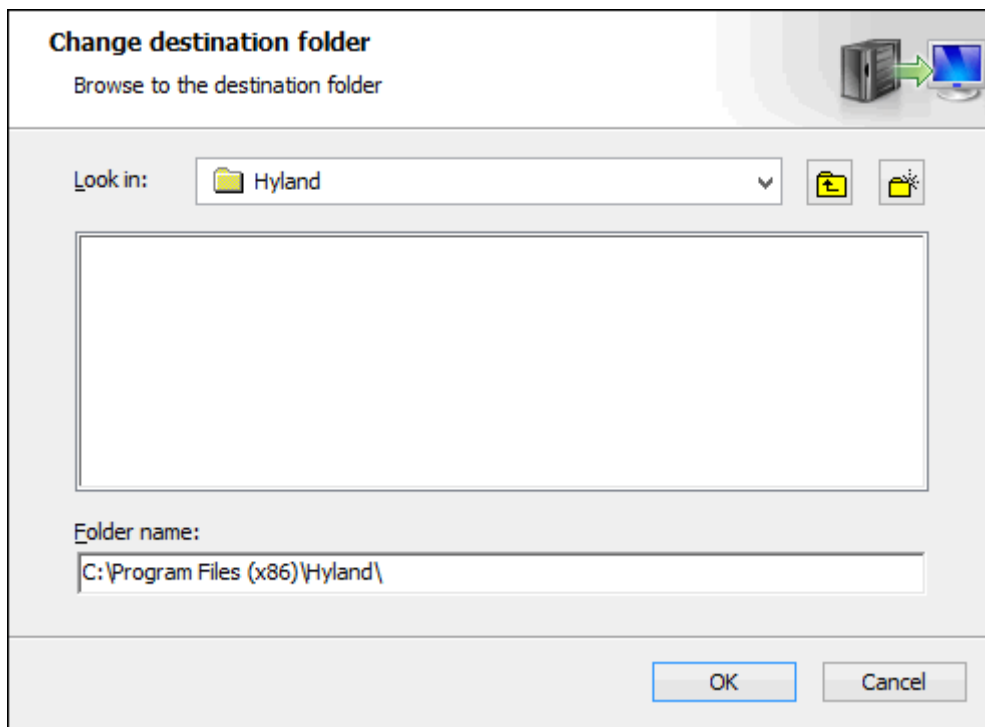 Change destination folder
Browse to the destination folder
Look in:
Hyland
Folder name:
C:\Program Files (x86)\Hyland\
OK
Cancel